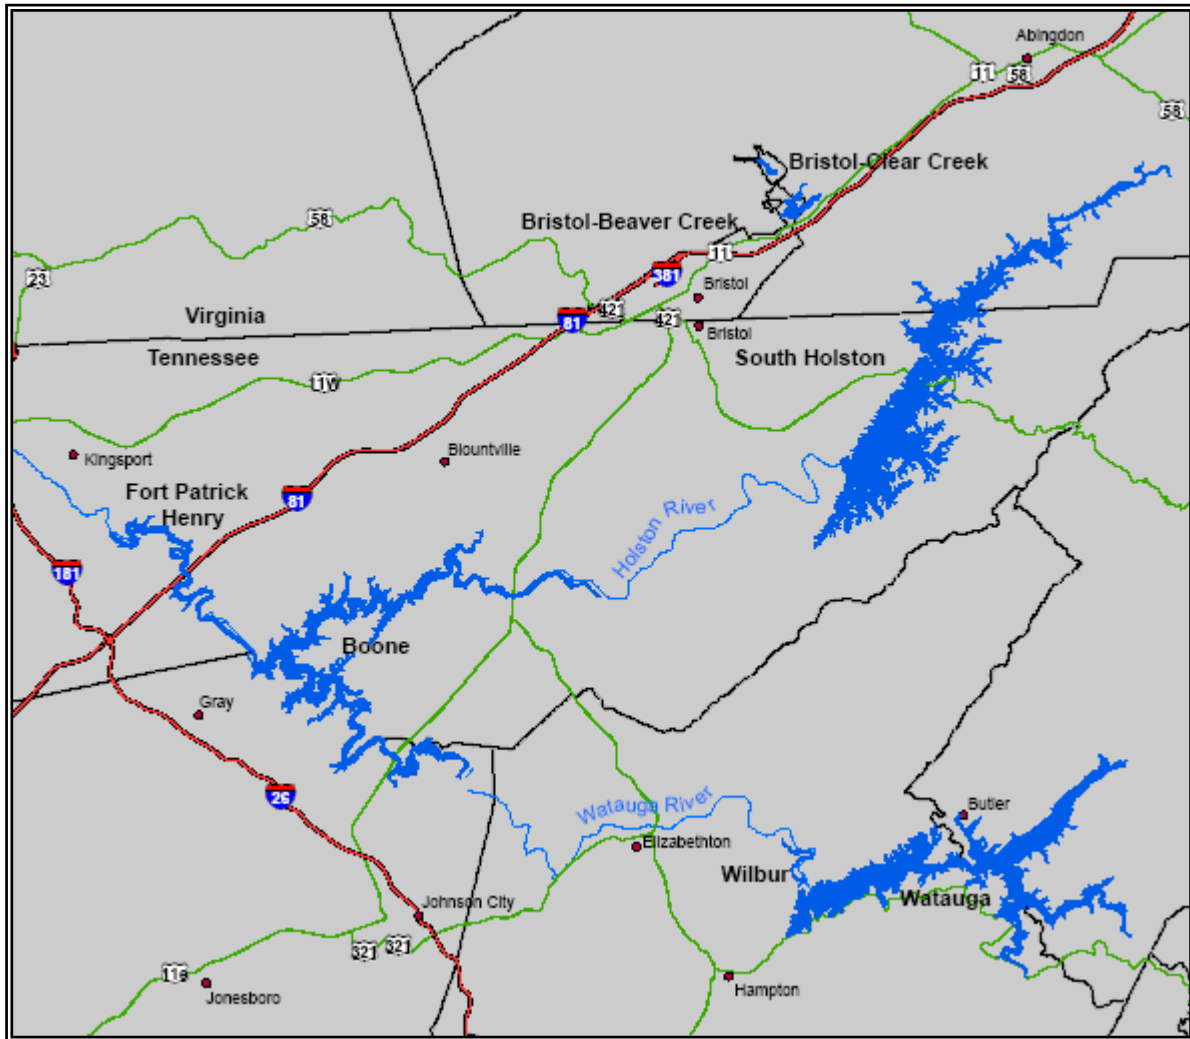 Abingdon
11
58
58
Bristol-Clear Creek
58
Bristol-Beaver Creek
11
23
381
Bristol
421
Virginia
81
421
Bristol
Tennessee
South Holston
11w
Kingsport
Blountville
Fort Patrick
Henry
81
Holston River
181
Boone
Gray
26
Watauga River
Butler
Elizabethton
Wilbur
Watauga
Johnson City
321
321
11e
Jonesboro
Hampton